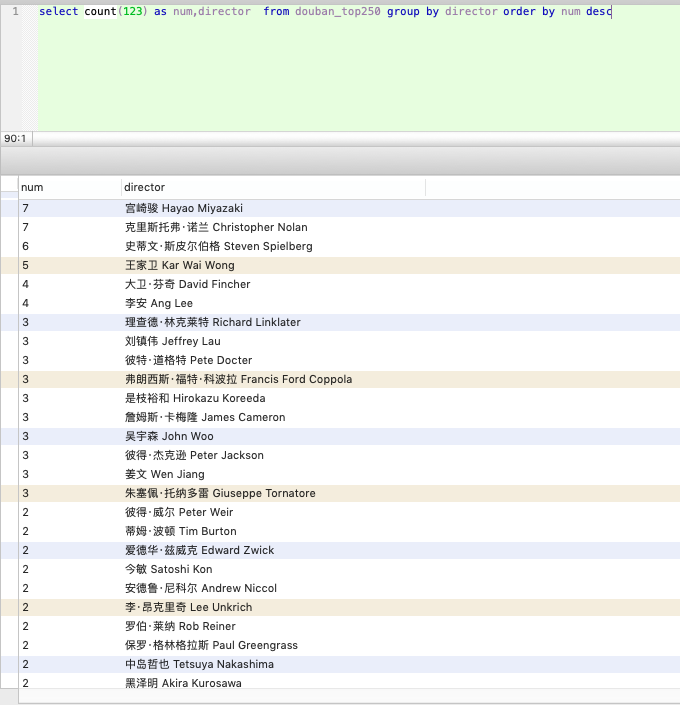 1 select count(123) as num,director  from douban_top250 group by director order by num desc
90:1
num director
7 宫崎骏 Hayao Miyazaki
7 克里斯托弗·诺兰 Christopher Nolan
6 史蒂文·斯皮尔伯格 Steven Spielberg
5 王家卫 Kar Wai Wong
4 大卫·芬奇 David Fincher
4 李安 Ang Lee
3 理查德·林克莱特 Richard Linklater
3 刘镇伟 Jeffrey Lau
3 彼特·道格特 Pete Docter
3 弗朗西斯·福特·科波拉 Francis Ford Coppola
3 是枝裕和 Hirokazu Koreeda
3 詹姆斯·卡梅隆 James Cameron
3 吴宇森 John Woo
3 彼得·杰克逊 Peter Jackson
3 姜文 Wen Jiang
3 朱塞佩·托纳多雷 Giuseppe Tornatore
2 彼得·威尔 Peter Weir
2 蒂姆·波顿 Tim Burton
2 爱德华·兹威克 Edward Zwick
2 今敏 Satoshi Kon
2 安德鲁·尼科尔 Andrew Niccol
2 李·昂克里奇 Lee Unkrich
2 罗伯·莱纳 Rob Reiner
2 保罗·格林格拉斯 Paul Greengrass
2 中岛哲也 Tetsuya Nakashima
2 黑泽明 Akira Kurosawa